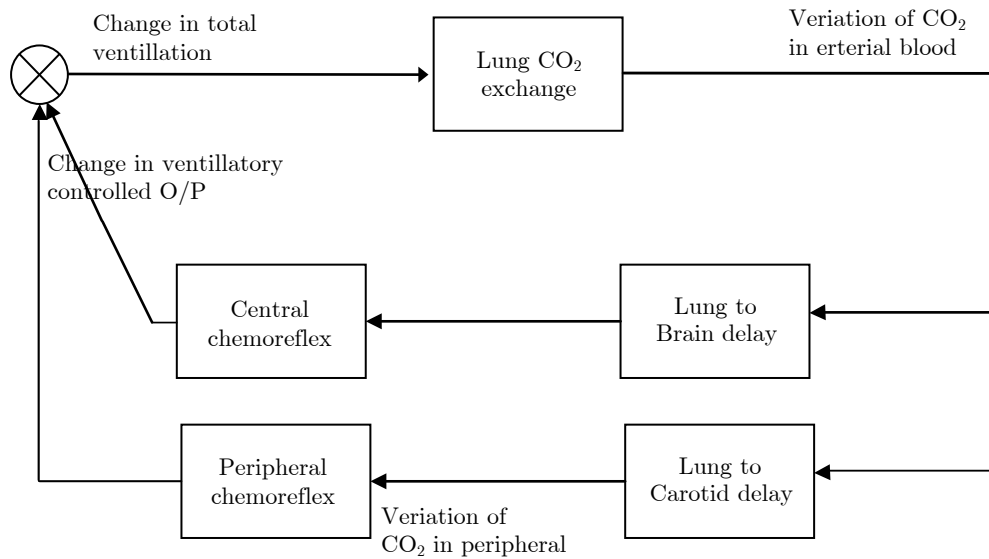 Change in total
ventillation
Lung CO₂
exchange
Veriation of CO₂
in erterial blood
Change in ventillatory
controlled O/P
Central
chemoreflex
Lung to
Brain delay
Peripheral
chemoreflex
Veriation of
CO₂ in peripheral
Lung to
Carotid delay